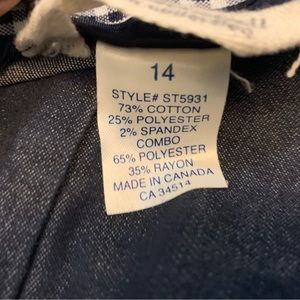 14
STYLE# ST5931
73% COTTON
25% POLYESTER
2% SPANDEX
COMBO
65% POLYESTER
35% RAYON
MADE IN CANADA
CA 34514